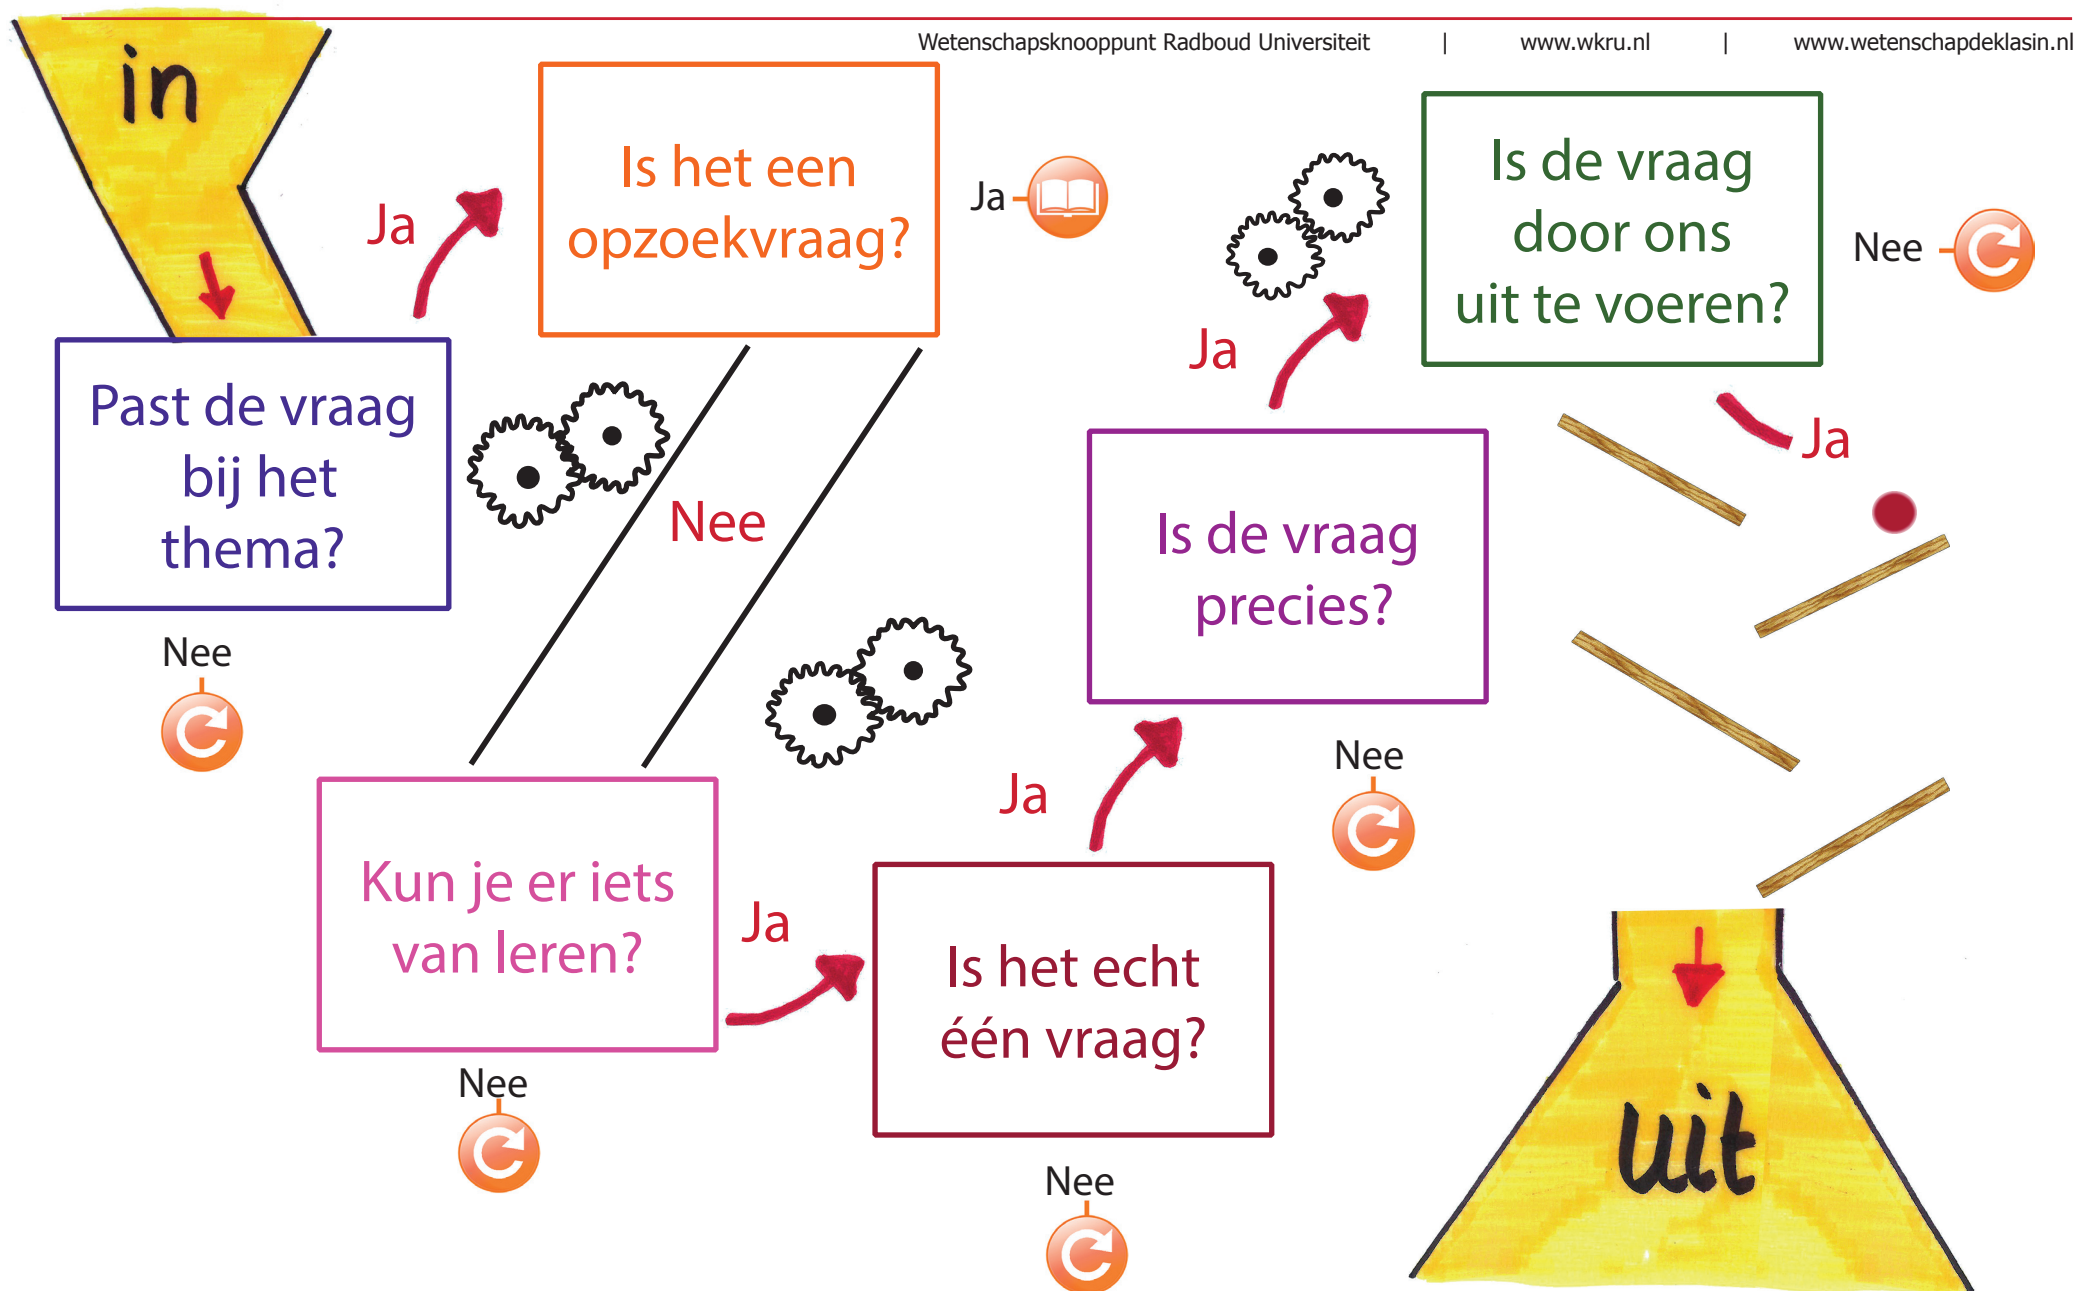 Wetenschapsknooppunt Radboud Universiteit | www.wkru.nl | www.wetenschapdeklasin.nl
in
Past de vraag
bij het
thema?
Nee
Ja
Is het een
opzoekvraag?
Ja
Nee
Kun je er iets
van leren?
Nee
Ja
Is het echt
één vraag?
Nee
Ja
Is de vraag
precies?
Nee
Ja
Is de vraag
door ons
uit te voeren?
Nee
Ja
uit